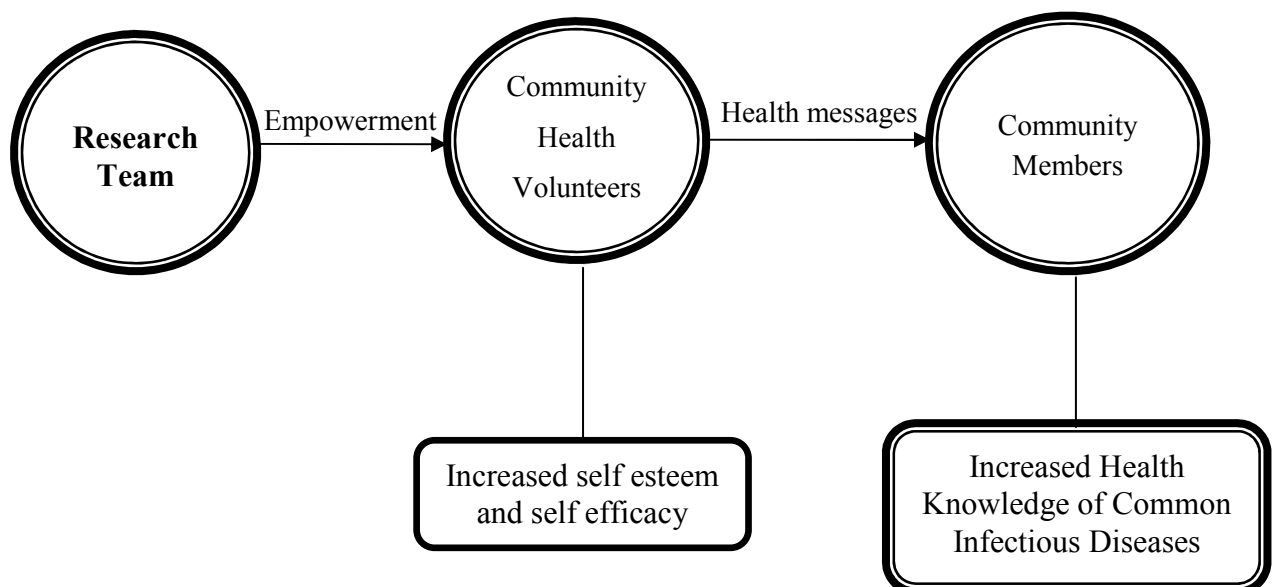 Research
Team
Empowerment
Community
Health
Volunteers
Health messages
Community
Members
Increased self esteem
and self efficacy
Increased Health
Knowledge of Common
Infectious Diseases